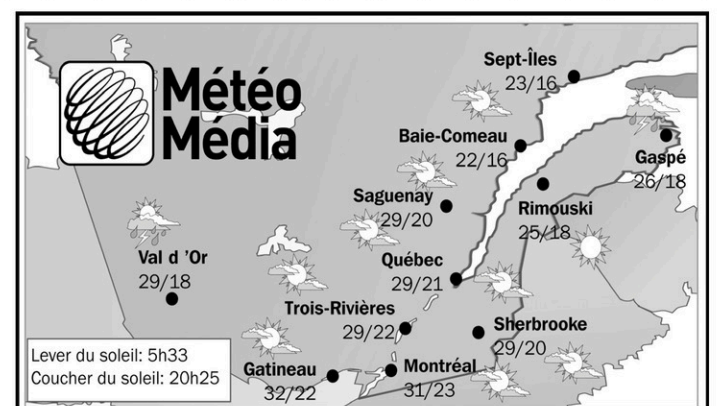 Météo
Média
Sept-Îles
23/16
Baie-Comeau
22/16
Gaspé
26/18
Saguenay
29/20
Rimouski
25/18
Val d 'Or
29/18
Québec
29/21
Trois-Rivières
29/22
Sherbrooke
29/20
Lever du soleil: 5h33
Coucher du soleil: 20h25
Gatineau
32/22
Montréal
31/23